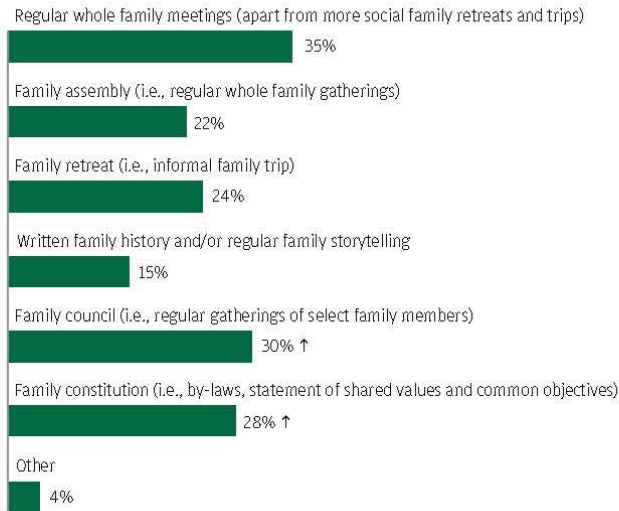 Regular whole family meetings (apart from more social family retreats and trips)
35%
Family assembly (i.e., regular whole family gatherings)
22%
Family retreat (i.e., informal family trip)
24%
Written family history and/or regular family storytelling
15%
Family council (i.e., regular gatherings of select family members)
30% ↑
Family constitution (i.e., by-laws, statement of shared values and common objectives)
28% ↑
Other
4%